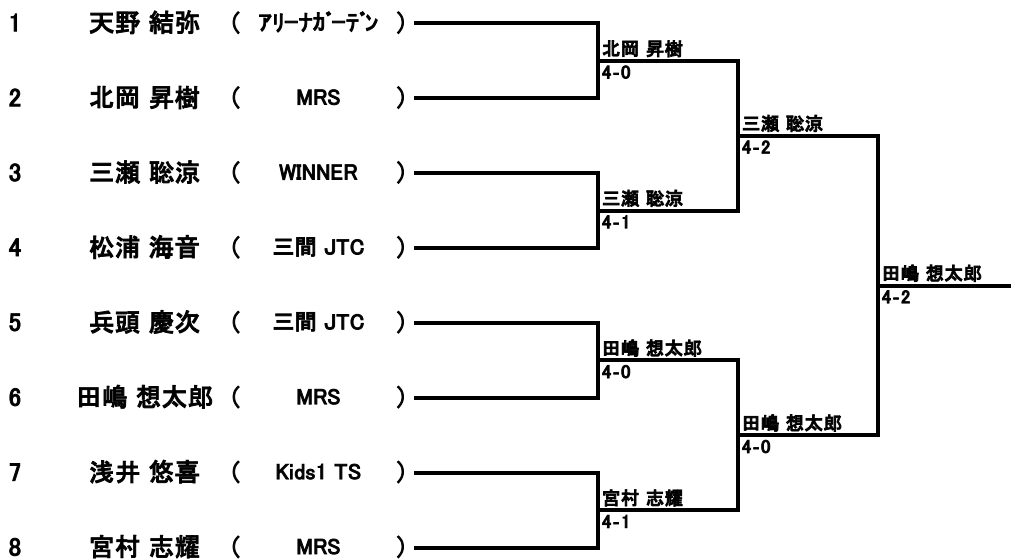 1 天野 結弥 ( アリーナガーデン )
北岡 昇樹
4-0
2 北岡 昇樹 ( MRS )
三瀬 聡涼
4-2
3 三瀬 聡涼 ( WINNER )
三瀬 聡涼
4-1
4 松浦 海音 ( 三間 JTC )
田嶋 想太郎
4-2
5 兵頭 慶次 ( 三間 JTC )
田嶋 想太郎
4-0
6 田嶋 想太郎 ( MRS )
田嶋 想太郎
4-0
7 浅井 悠喜 ( Kids1 TS )
宮村 志耀
4-1
8 宮村 志耀 ( MRS )